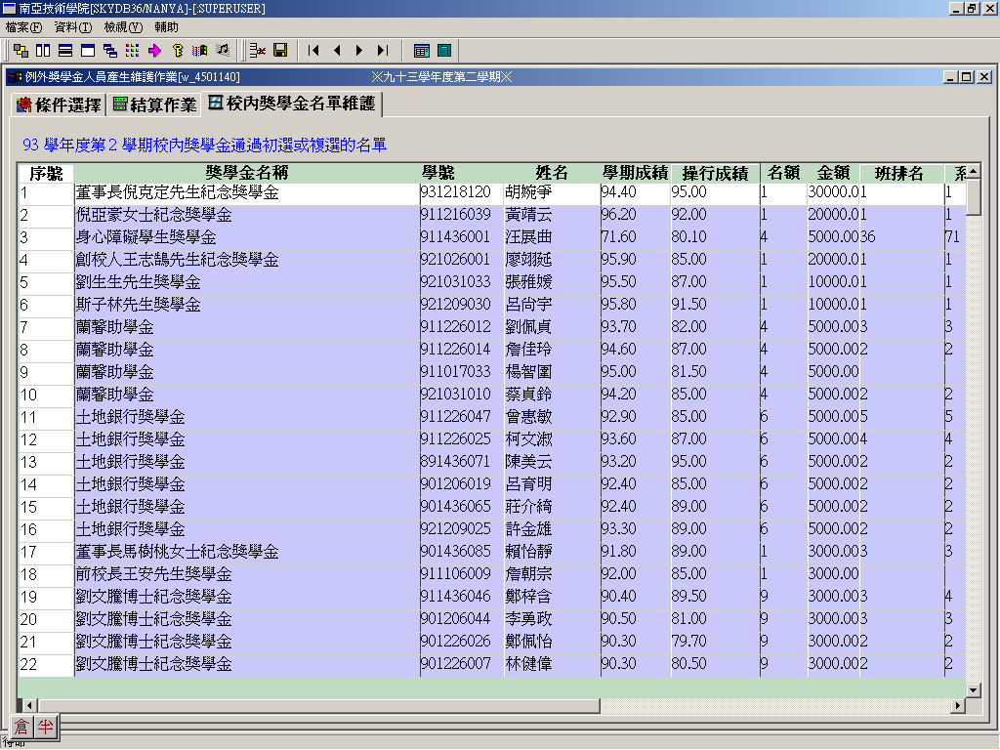 南亞技術學院[SKYDB36/NANYA]-[:SUPERUSER]
檔案(F) 資料(I) 檢視(V) 輔助
例外獎學金人員產生維護作業[w_4501140] ※九十三學年度第二學期※
條件選擇 結算作業 校內獎學金名單維護
93 學年度第 2 學期校內獎學金通過初選或複選的名單
序號 獎學金名稱 學號 姓名 學期成績 操行成績 名額 金額 班排名 系
1 董事長倪克定先生紀念獎學金 931218120 胡婉爭 94.40 95.00 1 30000.0 1 1
2 倪亞豪女士紀念獎學金 911216039 黃靖云 96.20 92.00 1 20000.0 1 1
3 身心障礙學生獎學金 911436001 汪展曲 71.60 80.10 4 5000.00 36 71
4 創校人王志鵠先生紀念獎學金 921026001 廖翊延 95.90 85.00 1 20000.0 1 1
5 劉生生先生獎學金 921031033 張雅媛 95.50 87.00 1 10000.0 1 1
6 斯子林先生獎學金 921209030 呂尙宇 95.80 91.50 1 10000.0 1 1
7 蘭馨助學金 911226012 劉佩貞 93.70 82.00 4 5000.00 3 3
8 蘭馨助學金 911226014 詹佳玲 94.60 87.00 4 5000.00 2 2
9 蘭馨助學金 911017033 楊智圍 95.00 81.50 4 5000.00
10 蘭馨助學金 921031010 蔡貞鈴 94.20 85.00 4 5000.00 2 2
11 土地銀行獎學金 911226047 曾惠敏 92.90 85.00 6 5000.00 5 5
12 土地銀行獎學金 911226025 柯文淑 93.60 87.00 6 5000.00 4 4
13 土地銀行獎學金 891436071 陳美云 93.20 95.00 6 5000.00 2 2
14 土地銀行獎學金 901206019 呂育明 92.40 85.00 6 5000.00 2 2
15 土地銀行獎學金 901436065 莊介綺 92.40 89.00 6 5000.00 2 2
16 土地銀行獎學金 921209025 許金雄 93.30 89.00 6 5000.00 2 2
17 董事長馬樹桃女士紀念獎學金 901436085 賴怡靜 91.80 89.00 1 3000.00 3 3
18 前校長王安先生獎學金 911106009 詹朝宗 92.00 85.00 1 3000.00
19 劉文騰博士紀念獎學金 911436046 鄭梓含 90.40 89.50 9 3000.00 3 4
20 劉文騰博士紀念獎學金 901206044 李勇政 90.50 81.00 9 3000.00 3 3
21 劉文騰博士紀念獎學金 901226026 鄭佩怡 90.30 79.70 9 3000.00 2 2
22 劉文騰博士紀念獎學金 901226007 林健偉 90.30 80.50 9 3000.00 2 2
倉 半
待命